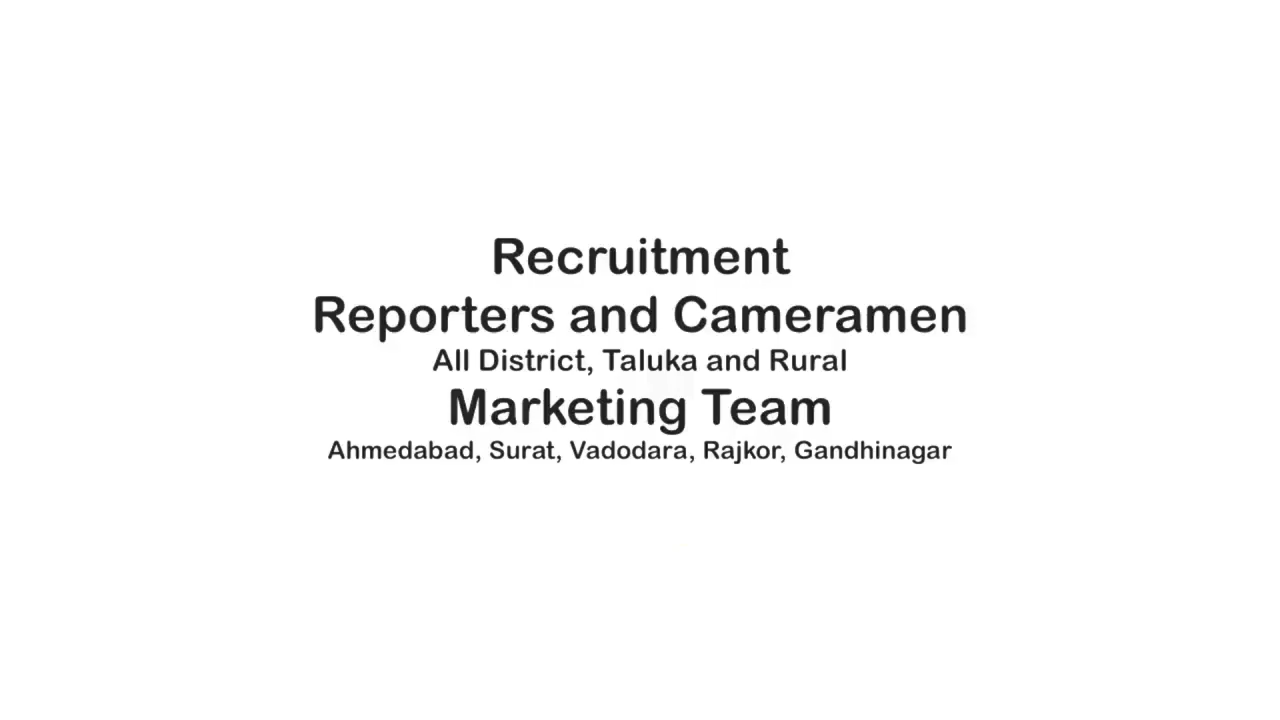 Recruitment
Reporters and Cameramen
All District, Taluka and Rural
Marketing Team
Ahmedabad, Surat, Vadodara, Rajkor, Gandhinagar